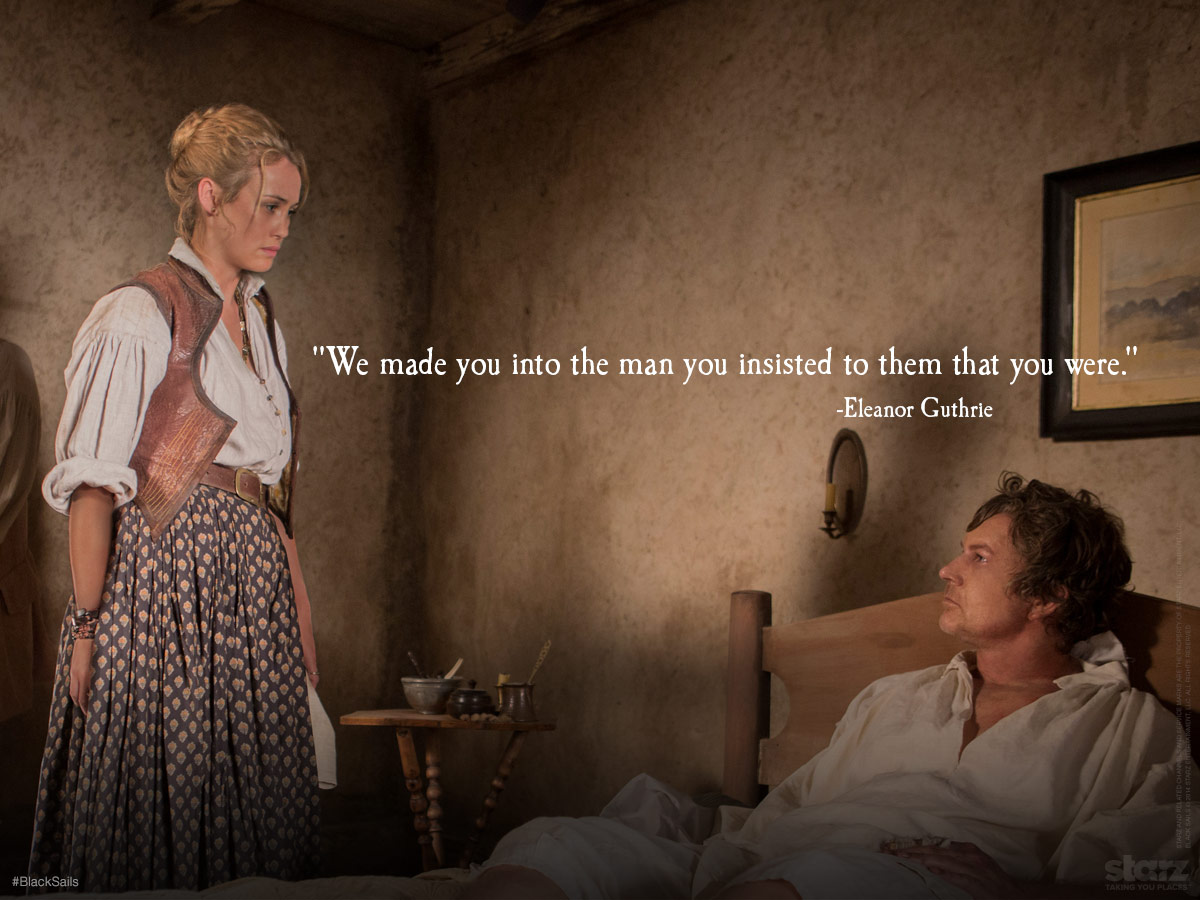 "We made you into the man you insisted to them that you were."
-Eleanor Guthrie
#BlackSails
starz
TAKING YOU PLACES